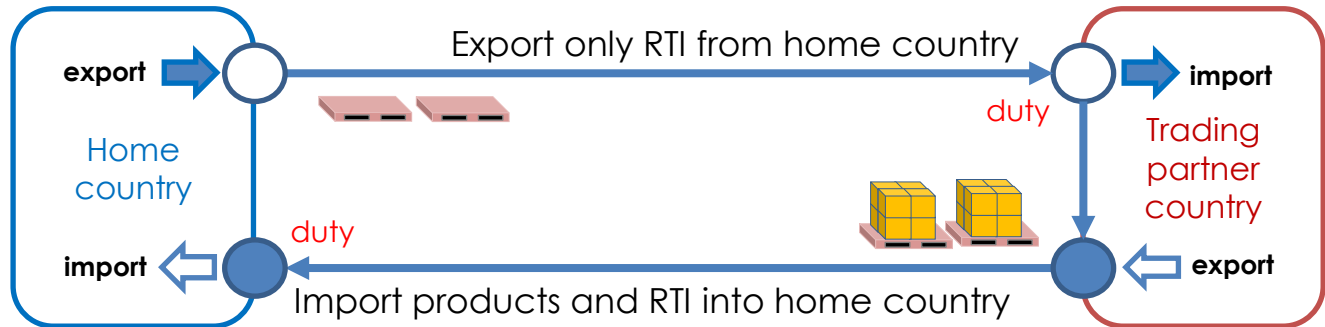 Export only RTI from home country
export
import
duty
Home
country
Trading
partner
country
duty
import
export
Import products and RTI into home country